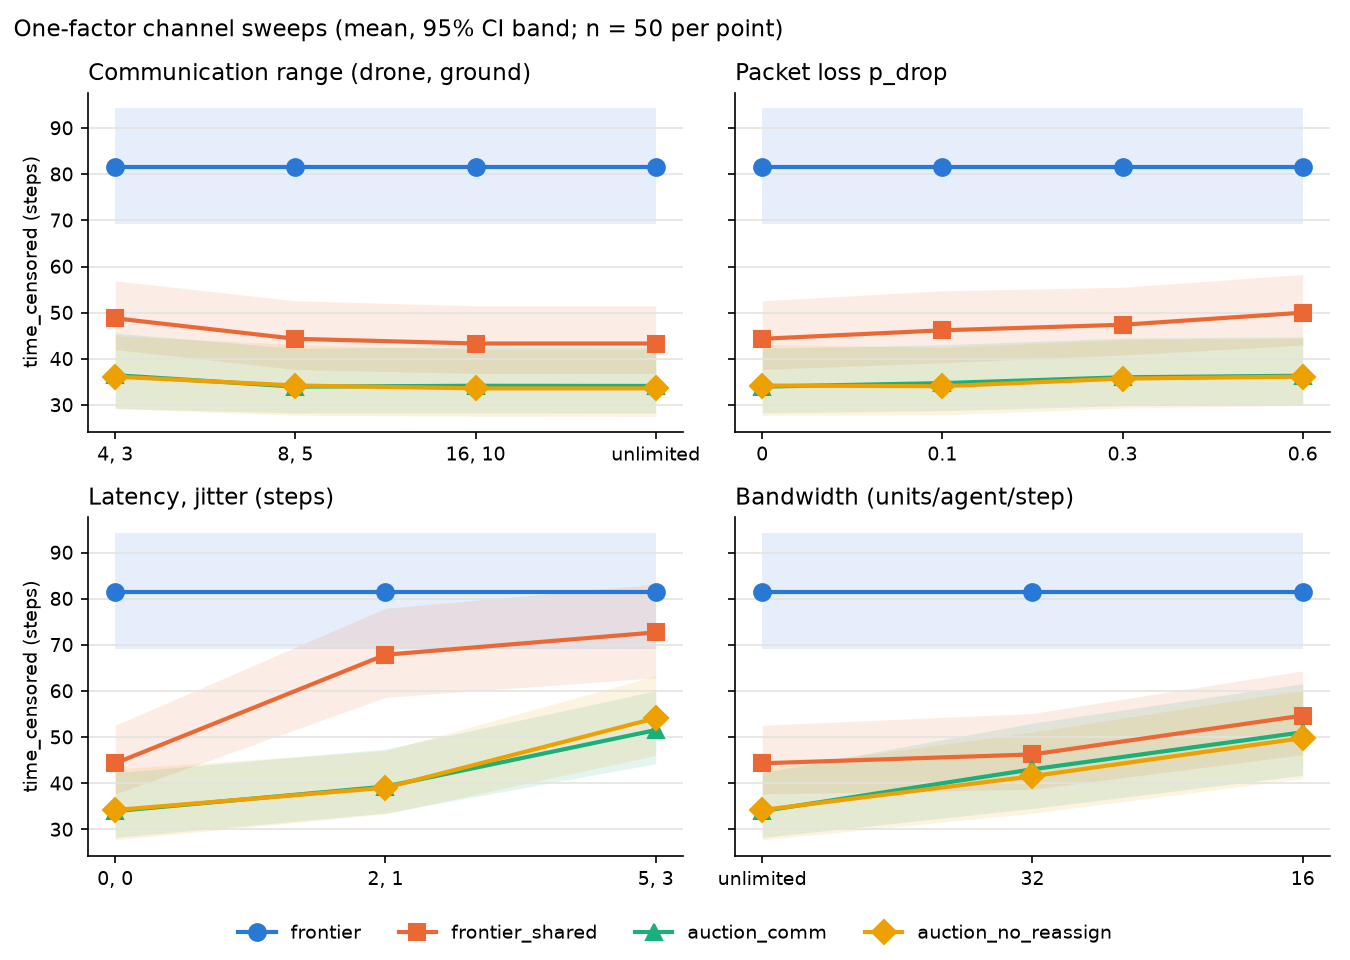 One-factor channel sweeps (mean, 95% CI band; n = 50 per point)
Communication range (drone, ground)
time_censored (steps)
90
80
70
60
50
40
30
4, 3
8, 5
16, 10
unlimited
Packet loss p_drop
0
0.1
0.3
0.6
Latency, jitter (steps)
time_censored (steps)
90
80
70
60
50
40
30
0, 0
2, 1
5, 3
Bandwidth (units/agent/step)
unlimited
32
16
frontier
frontier_shared
auction_comm
auction_no_reassign